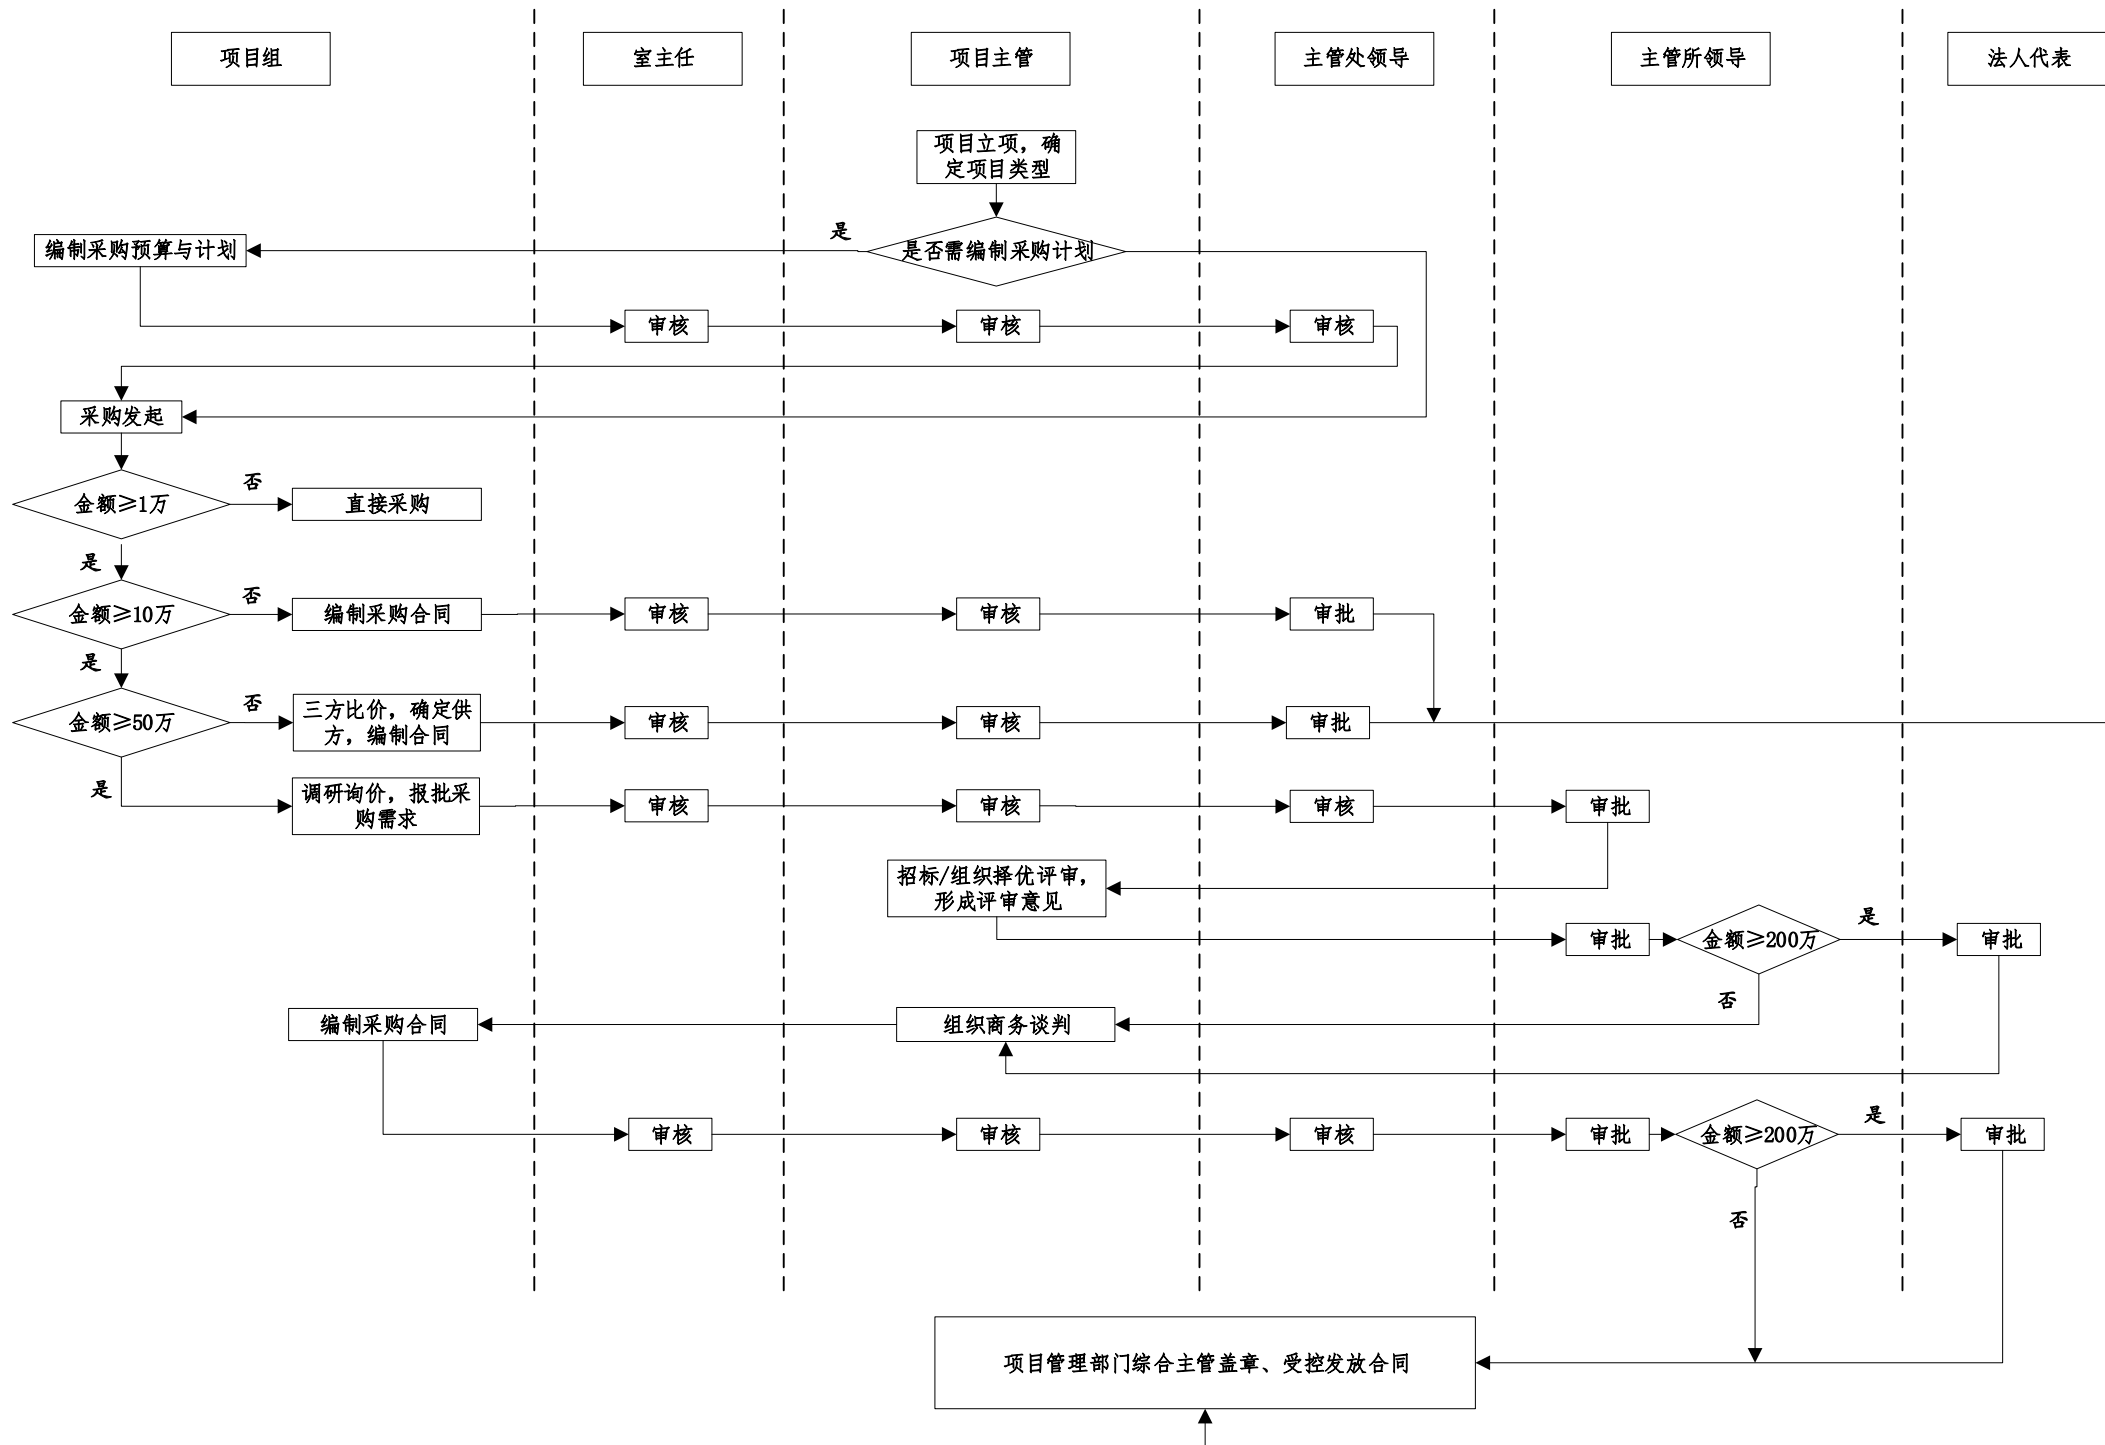 项目组
室主任
项目主管
主管处领导
主管所领导
法人代表
项目立项，确
定项目类型
是
编制采购预算与计划
是否需编制采购计划
审核
审核
审核
采购发起
金额≥1万
否
直接采购
是
金额≥10万
否
编制采购合同
审核
审核
审批
是
金额≥50万
否
三方比价，确定供
方，编制合同
审核
审核
审批
是
调研询价，报批采
购需求
审核
审核
审核
审批
招标/组织择优评审，
形成评审意见
审批
金额≥200万
是
审批
否
编制采购合同
组织商务谈判
审核
审核
审核
审批
金额≥200万
是
审批
否
项目管理部门综合主管盖章、受控发放合同